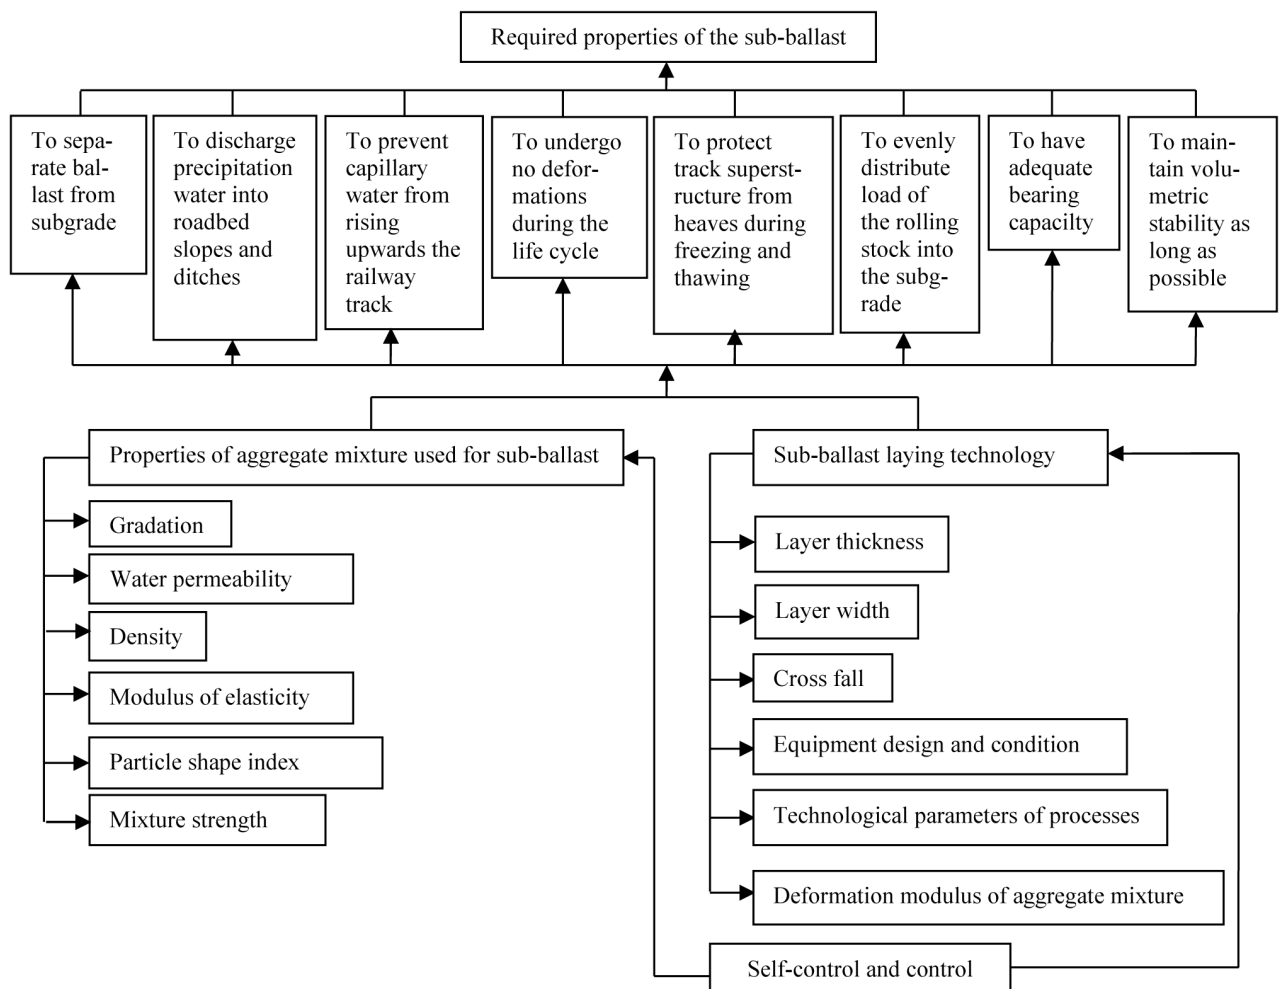 Required properties of the sub-ballast
To sepa-
rate bal-
last from
subgrade
To discharge
precipitation
water into
roadbed
slopes and
ditches
To prevent
capillary
water from
rising
upwards the
railway
track
To undergo
no defor-
mations
during the
life cycle
To protect
track superst-
ructure from
heaves during
freezing and
thawing
To evenly
distribute
load of
the rolling
stock into
the subg-
rade
To have
adequate
bearing
capacilty
To main-
tain volu-
metric
stability as
long as
possible
Properties of aggregate mixture used for sub-ballast
Gradation
Water permeability
Density
Modulus of elasticity
Particle shape index
Mixture strength
Sub-ballast laying technology
Layer thickness
Layer width
Cross fall
Equipment design and condition
Technological parameters of processes
Deformation modulus of aggregate mixture
Self-control and control